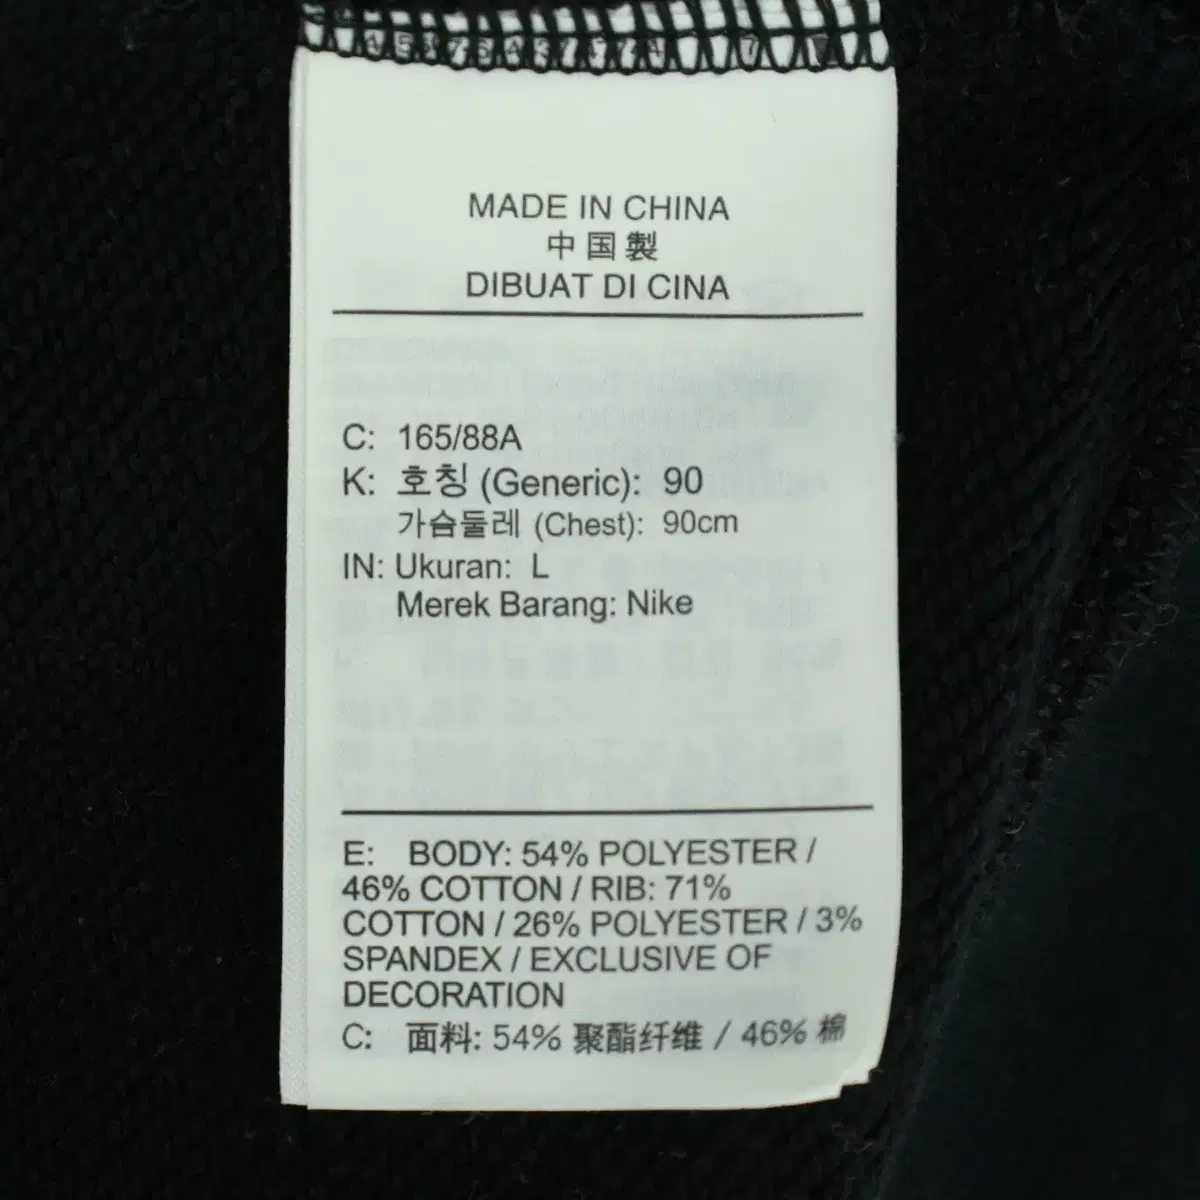 MADE IN CHINA
中国製
DIBUAT DI CINA
C: 165/88A
K: 호칭 (Generic): 90
가슴둘레 (Chest): 90cm
IN: Ukuran: L
Merek Barang: Nike
E: BODY: 54% POLYESTER /
46% COTTON / RIB: 71%
COTTON / 26% POLYESTER / 3%
SPANDEX / EXCLUSIVE OF
DECORATION
C: 面料: 54% 聚酯纤维 / 46% 棉